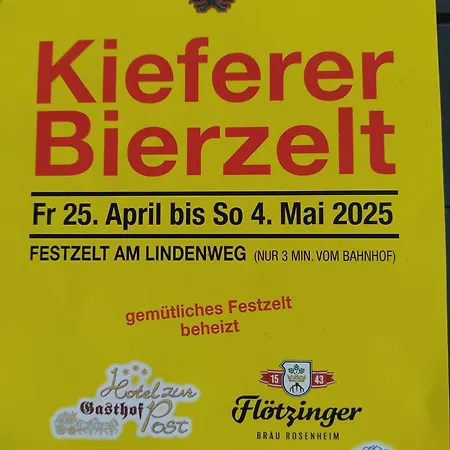 Kieferer
Bierzelt
Fr 25. April bis So 4. Mai 2025
FESTZELT AM LINDENWEG (NUR 3 MIN. VOM BAHNHOF)
gemütliches Festzelt
beheizt
Hotel zur
Gasthof Post
15 43
Flötzinger
BRÄU ROSENHEIM